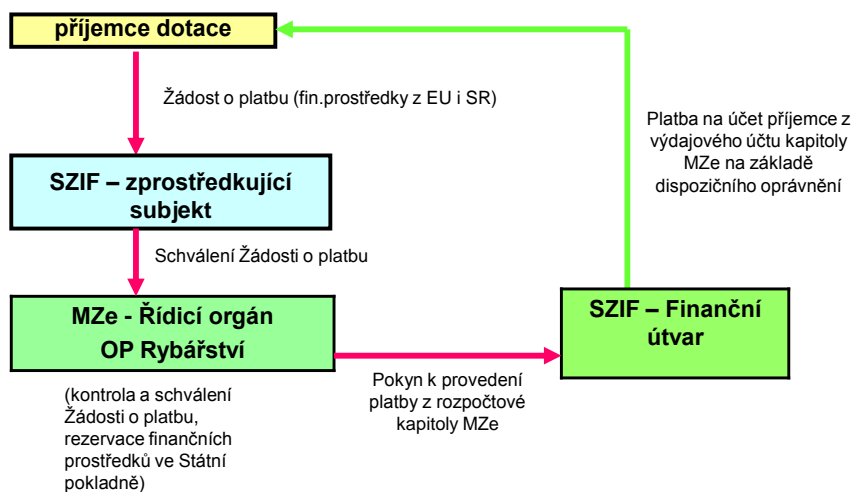 příjemce dotace
Žádost o platbu (fin.prostředky z EU i SR)
Platba na účet příjemce z
výdajového účtu kapitoly
MZe na základě
dispozičního oprávnění
SZIF – zprostředkující
subjekt
Schválení Žádosti o platbu
MZe - Řídicí orgán
OP Rybářství
SZIF – Finanční
útvar
(kontrola a schválení
Žádosti o platbu,
rezervace finančních
prostředků ve Státní
pokladně)
Pokyn k provedení
platby z rozpočtové
kapitoly MZe